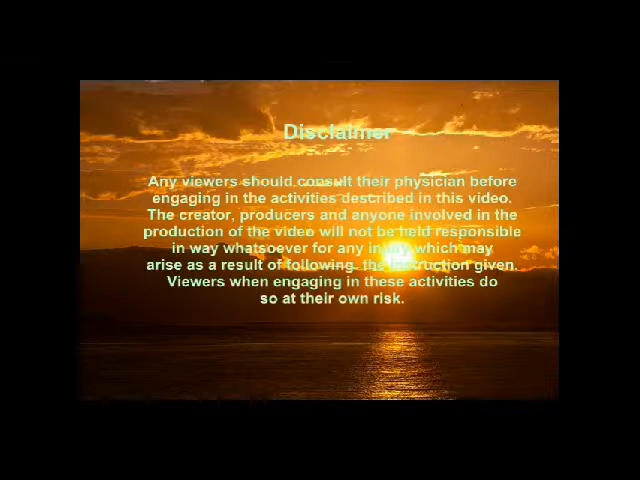 Disclaimer
Any viewers should consult their physician before
engaging in the activities described in this video.
The creator, producers and anyone involved in the
production of the video will not be held responsible
in way whatsoever for any injury which may
arise as a result of following the instruction given.
Viewers when engaging in these activities do
so at their own risk.